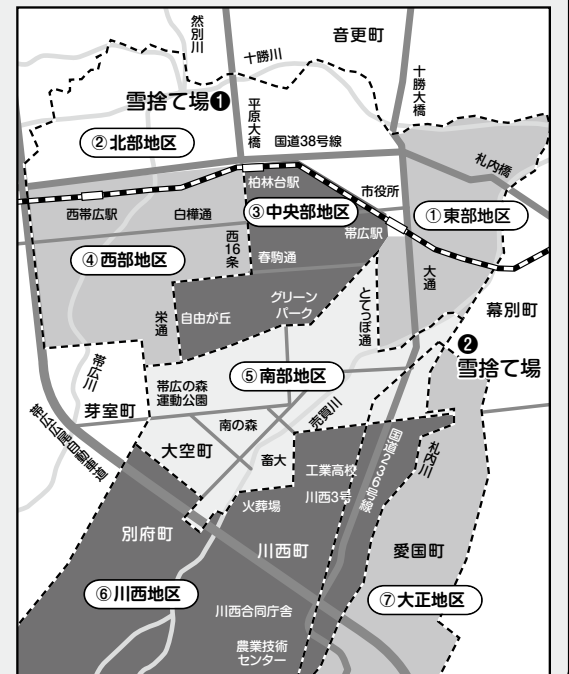 然別川
音更町
十勝川
十勝大橋
雪捨て場❶
平原大橋
②北部地区
国道38号線
札内橋
柏林台駅
市役所
西帯広駅
白樺通
③中央部地区
①東部地区
西16条
帯広駅
④西部地区
春駒通
大通
とてっぽ通
幕別町
グリーン
パーク
栄通
自由が丘
❷
雪捨て場
帯広川
⑤南部地区
芽室町
帯広の森
運動公園
売買川
帯広広尾自動車道
南の森
大空町
畜大
工業高校
国道236号線
札内川
川西3号
火葬場
別府町
川西町
愛国町
⑥川西地区
⑦大正地区
川西合同庁舎
農業技術
センター